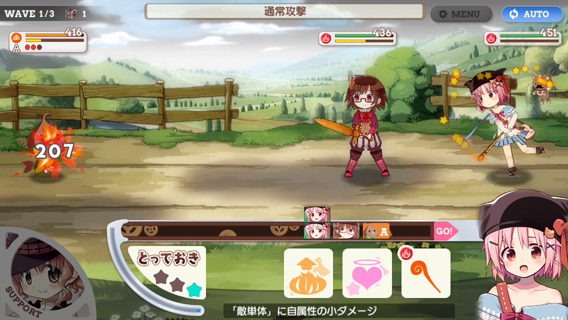 WAVE 1/3
1
通常攻撃
MENU
AUTO
416
A
436
451
207
A
GO!
とっておき
SUPPORT
「敵単体」に自属性の小ダメージ